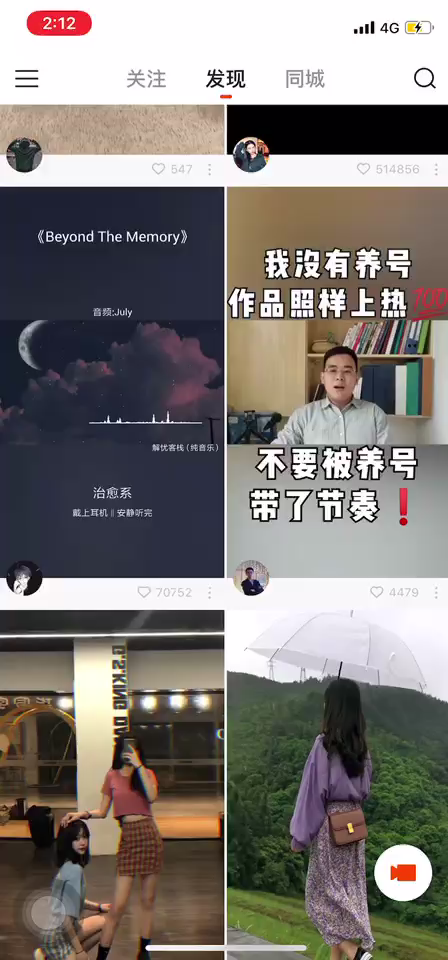 2:12
4G
关注 发现 同城
547
514856
《Beyond The Memory》
音频:July
解忧客栈（纯音乐）
治愈系
戴上耳机 || 安静听完
70752
我没有养号
作品照样上热💯
不要被养号
带了节奏❗
4479